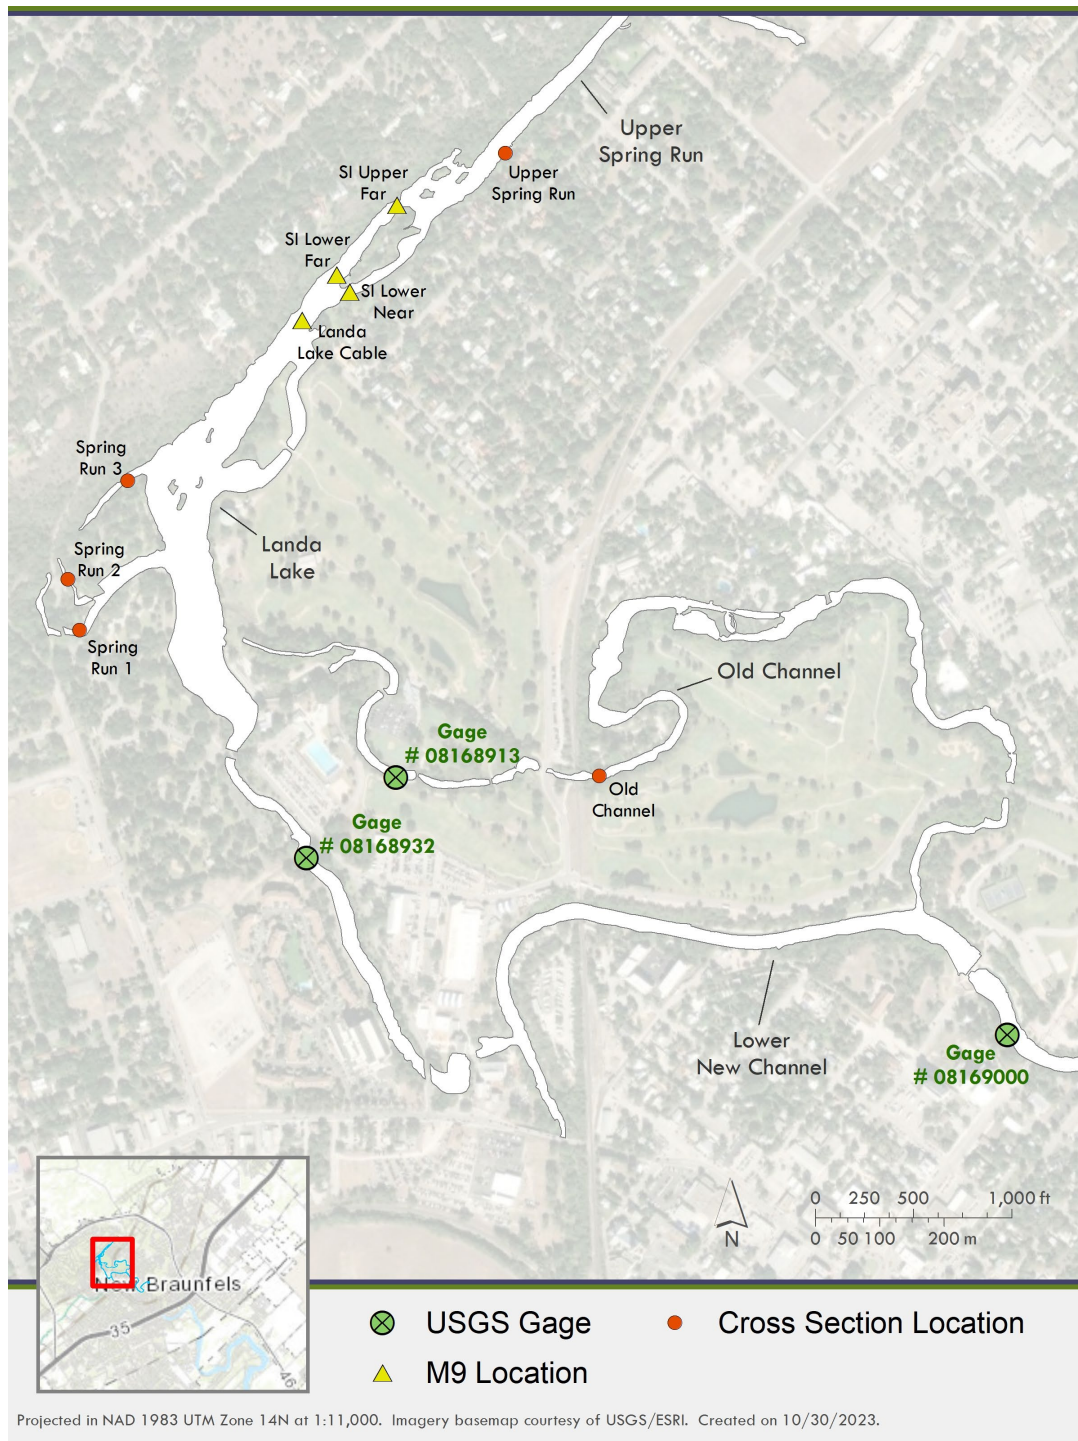 Upper
Spring Run
SI Upper
Far
Upper
Spring Run
SI Lower
Far
SI Lower
Near
Landa
Lake Cable
Spring
Run 3
Landa
Lake
Spring
Run 2
Spring
Run 1
Old Channel
Gage
# 08168913
Old
Channel
Gage
# 08168932
Lower
New Channel
Gage
# 08169000
0 250 500 1,000 ft
0 50 100 200 m
N
New Braunfels
35
46
USGS Gage
Cross Section Location
M9 Location
Projected in NAD 1983 UTM Zone 14N at 1:11,000. Imagery basemap courtesy of USGS/ESRI. Created on 10/30/2023.